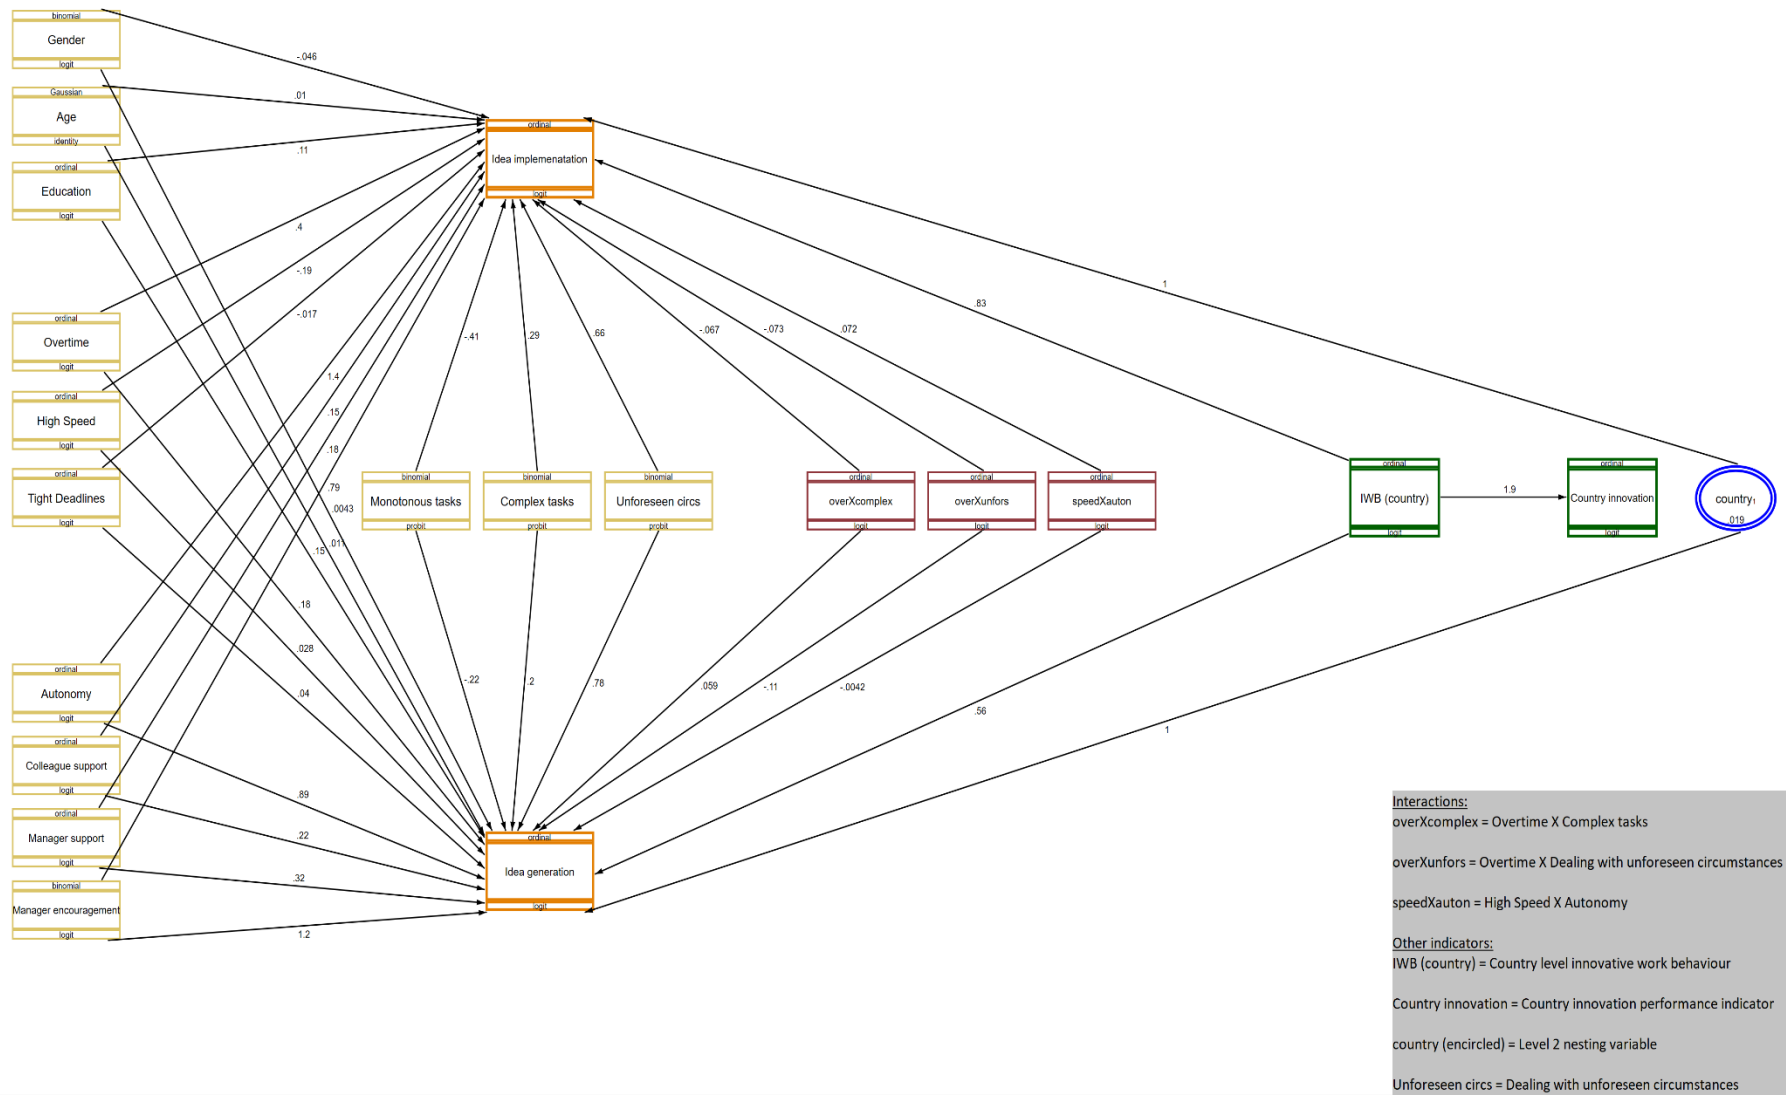 binomial
Gender
logit
Gaussian
Age
identity
ordinal
Education
logit
ordinal
Overtime
logit
ordinal
High Speed
logit
ordinal
Tight Deadlines
logit
ordinal
Autonomy
logit
ordinal
Colleague support
logit
ordinal
Manager support
logit
binomial
Manager encouragement
logit
-.046
.01
.11
.4
-.19
-.017
1.4
.15
.18
.79
.0043
.15
.18
.028
.04
.89
.22
.32
1.2
ordinal
Idea implemenatation
logit
-.41
.29
.66
-.067
-.073
.072
.83
1
binomial
Monotonous tasks
probit
binomial
Complex tasks
probit
binomial
Unforeseen circs
probit
ordinal
overXcomplex
logit
ordinal
overXunfors
logit
ordinal
speedXauton
logit
ordinal
IWB (country)
logit
1.9
ordinal
Country innovation
logit
country1
.019
-.22
.2
.78
.059
-.11
-.0042
.56
1
ordinal
Idea generation
logit
Interactions:
overXcomplex = Overtime X Complex tasks
overXunfors = Overtime X Dealing with unforeseen circumstances
speedXauton = High Speed X Autonomy
Other indicators:
IWB (country) = Country level innovative work behaviour
Country innovation = Country innovation performance indicator
country (encircled) = Level 2 nesting variable
Unforeseen circs = Dealing with unforeseen circumstances